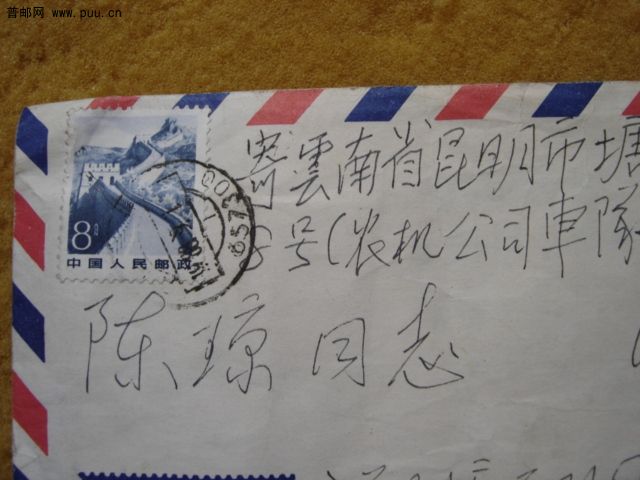 普邮网 www.puu.cn
寄雲南省昆明市塘
号(农机公司車隊
陈琼同志
8分
中国人民邮政
657300